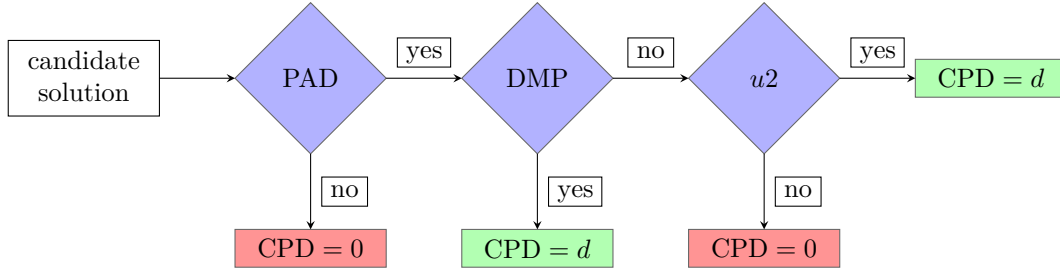 candidate
solution
PAD
yes
DMP
no
u2
yes
CPD = d
no
yes
no
CPD = 0
CPD = d
CPD = 0